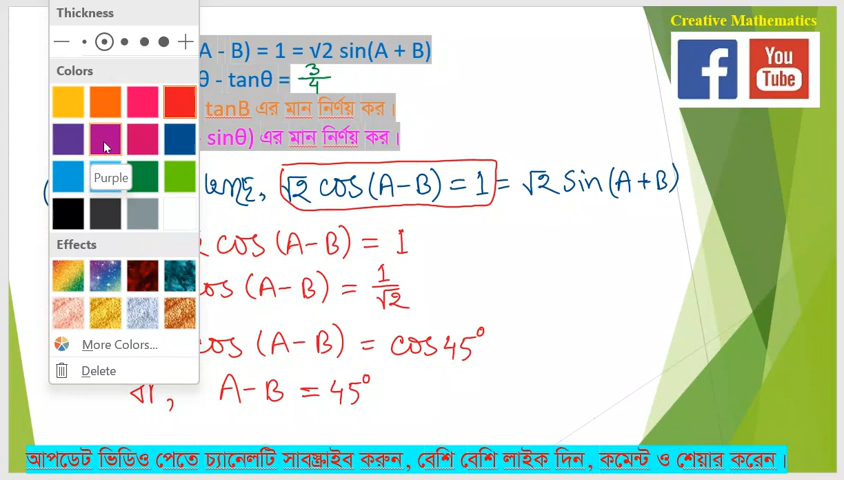 Thickness
Creative Mathematics
A - B) = 1 = √2 sin(A + B)
Colors
θ - tanθ = 3/4
You
Tube
tanB এর মান নির্ণয় কর।
sinθ) এর মান নির্ণয় কর।
Purple
√2 cos(A-B) = 1 = √2 sin(A+B)
Effects
cos(A-B) = 1
cos(A-B) = 1/√2
More Colors...
cos(A-B) = cos45°
Delete
বা, A-B = 45°
আপডেট ভিডিও পেতে চ্যানেলটি সাবস্ক্রাইব করুন, বেশি বেশি লাইক দিন, কমেন্ট ও শেয়ার করেন।